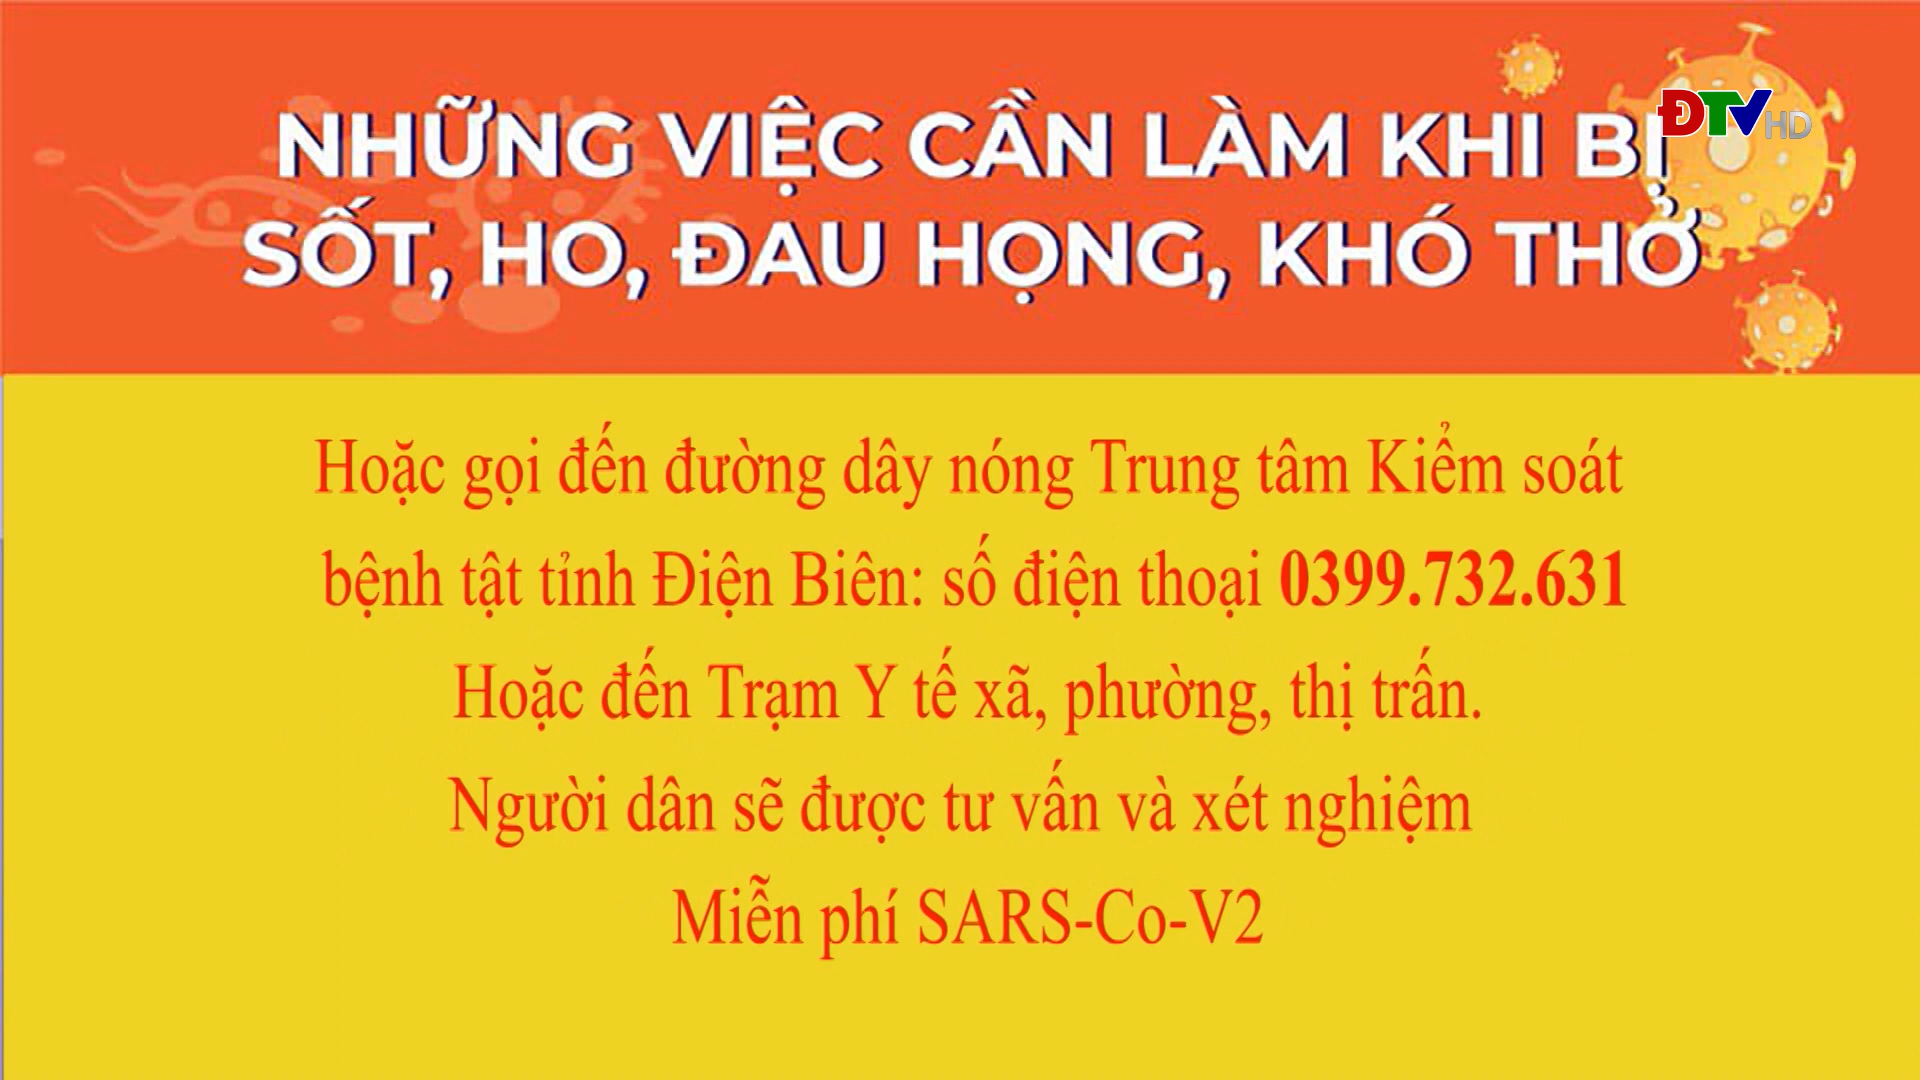 ĐTV HD
NHỮNG VIỆC CẦN LÀM KHI BỊ
SỐT, HO, ĐAU HỌNG, KHÓ THỞ
Hoặc gọi đến đường dây nóng Trung tâm Kiểm soát
bệnh tật tỉnh Điện Biên: số điện thoại 0399.732.631
Hoặc đến Trạm Y tế xã, phường, thị trấn.
Người dân sẽ được tư vấn và xét nghiệm
Miễn phí SARS-Co-V2